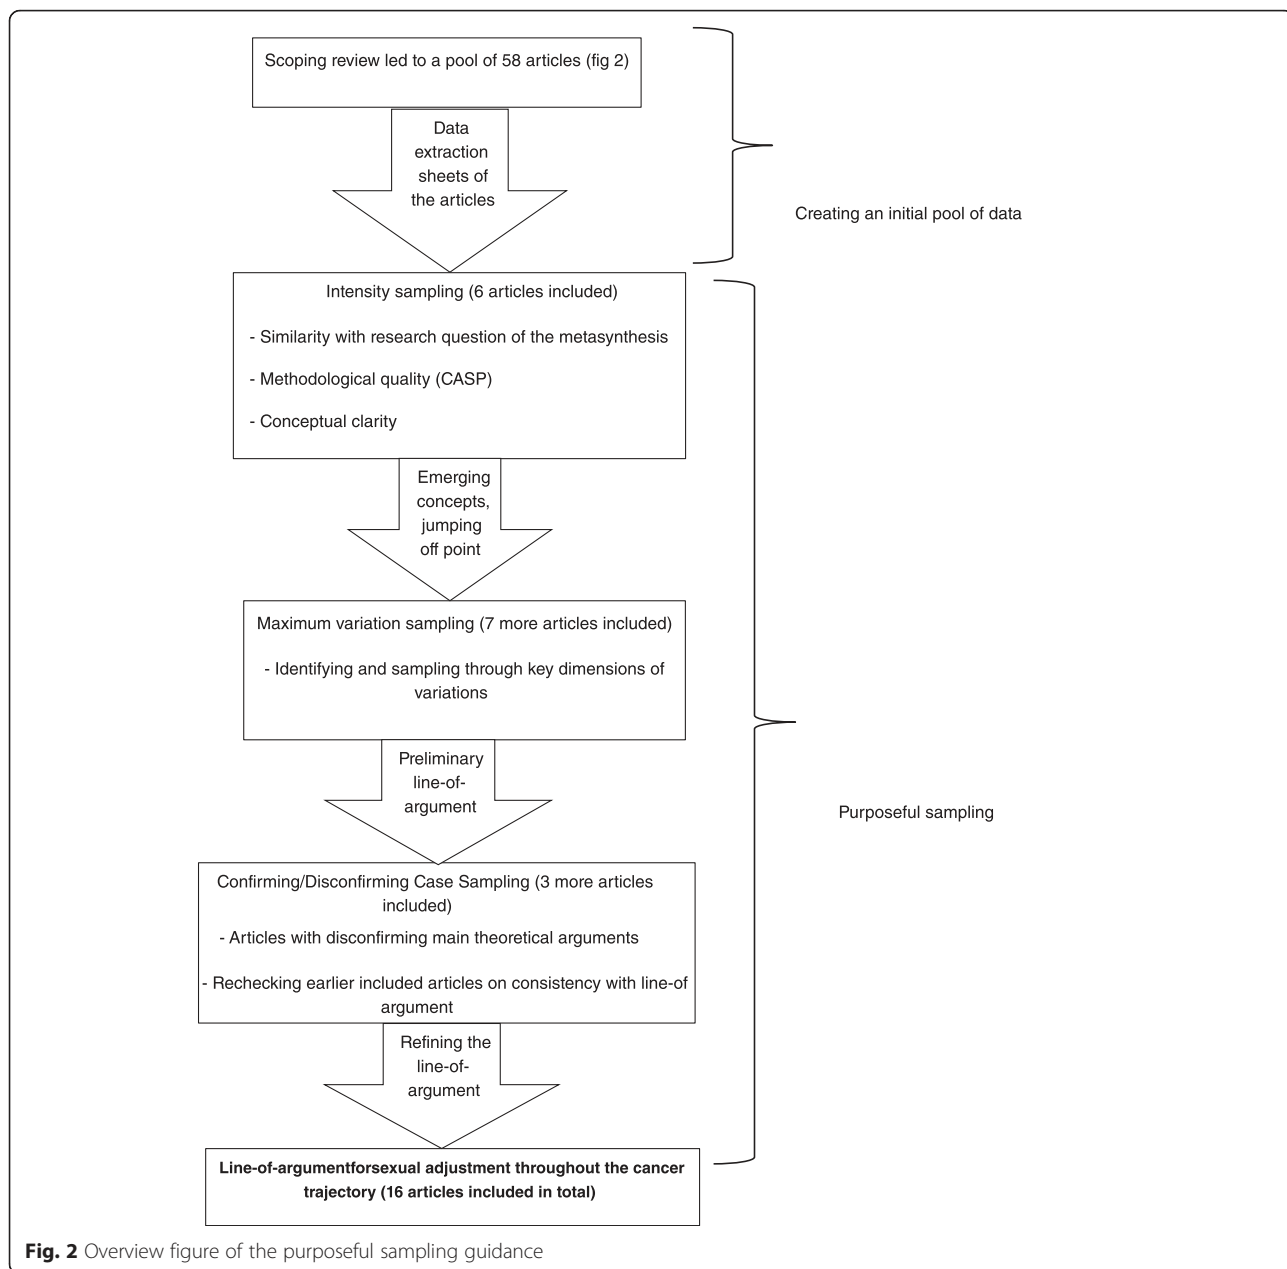 Scoping review led to a pool of 58 articles (fig 2)
Data
extraction
sheets of
the articles
Creating an initial pool of data
Intensity sampling (6 articles included)
- Similarity with research question of the metasynthesis
- Methodological quality (CASP)
- Conceptual clarity
Emerging
concepts,
jumping
off point
Maximum variation sampling (7 more articles included)
- Identifying and sampling through key dimensions of
variations
Preliminary
line-of-
argument
Purposeful sampling
Confirming/Disconfirming Case Sampling (3 more articles
included)
- Articles with disconfirming main theoretical arguments
- Rechecking earlier included articles on consistency with line-of
argument
Refining the
line-of-
argument
Line-of-argumentforsexual adjustment throughout the cancer
trajectory (16 articles included in total)
Fig. 2 Overview figure of the purposeful sampling guidance